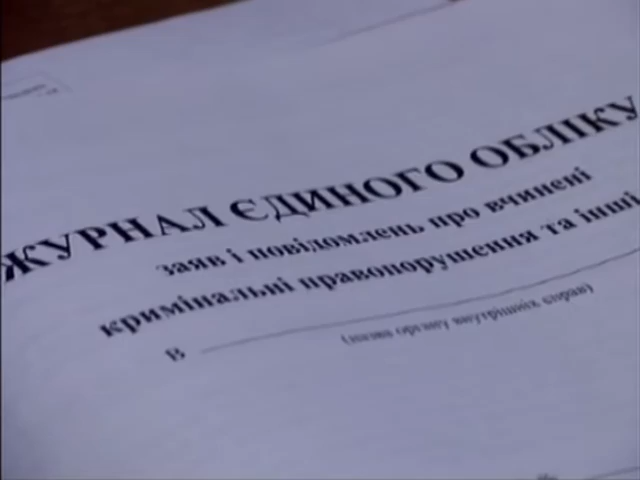 ЖУРНАЛ ЄДИНОГО ОБЛІКУ
заяв і повідомлень про вчинені
кримінальні правопорушення та інші
В
(назва органу внутрішніх справ)